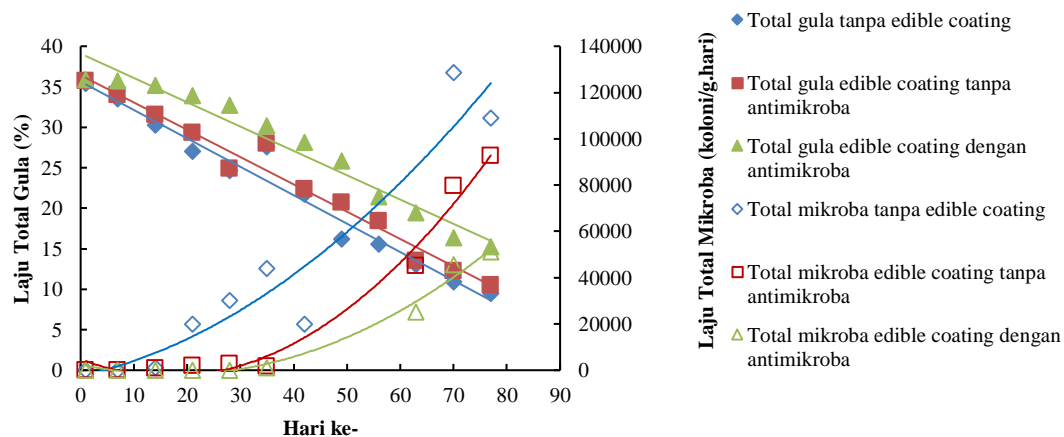 Laju Total Gula (%)
40
35
30
25
20
15
10
5
0
0
10
20
30
40
50
60
70
80
90
Hari ke-
140000
120000
100000
80000
60000
40000
20000
0
Laju Total Mikroba (koloni/g.hari)
Total gula tanpa edible coating
Total gula edible coating tanpa
antimikroba
Total gula edible coating dengan
antimikroba
Total mikroba tanpa edible coating
Total mikroba edible coating tanpa
antimikroba
Total mikroba edible coating dengan
antimikroba